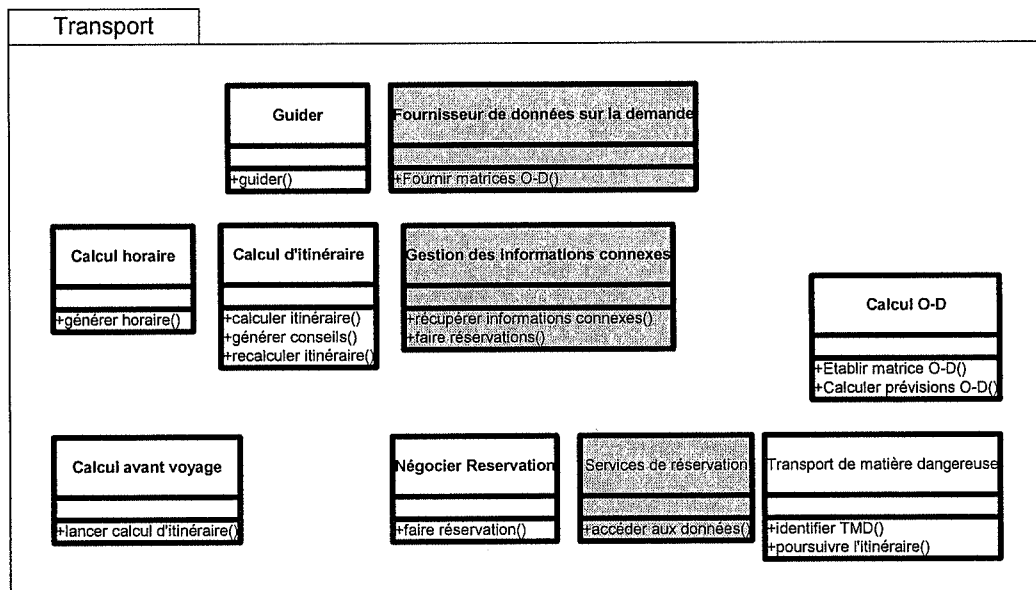 Transport
Guider
+guider()
Fournisseur de données sur la demande
+Fournir matrices O-D()
Calcul horaire
+générer horaire()
Calcul d'itinéraire
+calculer itinéraire()
+générer conseils()
+recalculer itinéraire()
Gestion des informations connexes
+récupérer informations connexes()
+faire réservations()
Calcul O-D
+Etablir matrice O-D()
+Calculer prévisions O-D()
Calcul avant voyage
+lancer calcul d'itinéraire()
Négocier Reservation
+faire réservation()
Services de réservation
+accéder aux données()
Transport de matière dangereuse
+identifier TMD()
+poursuivre l'itinéraire()